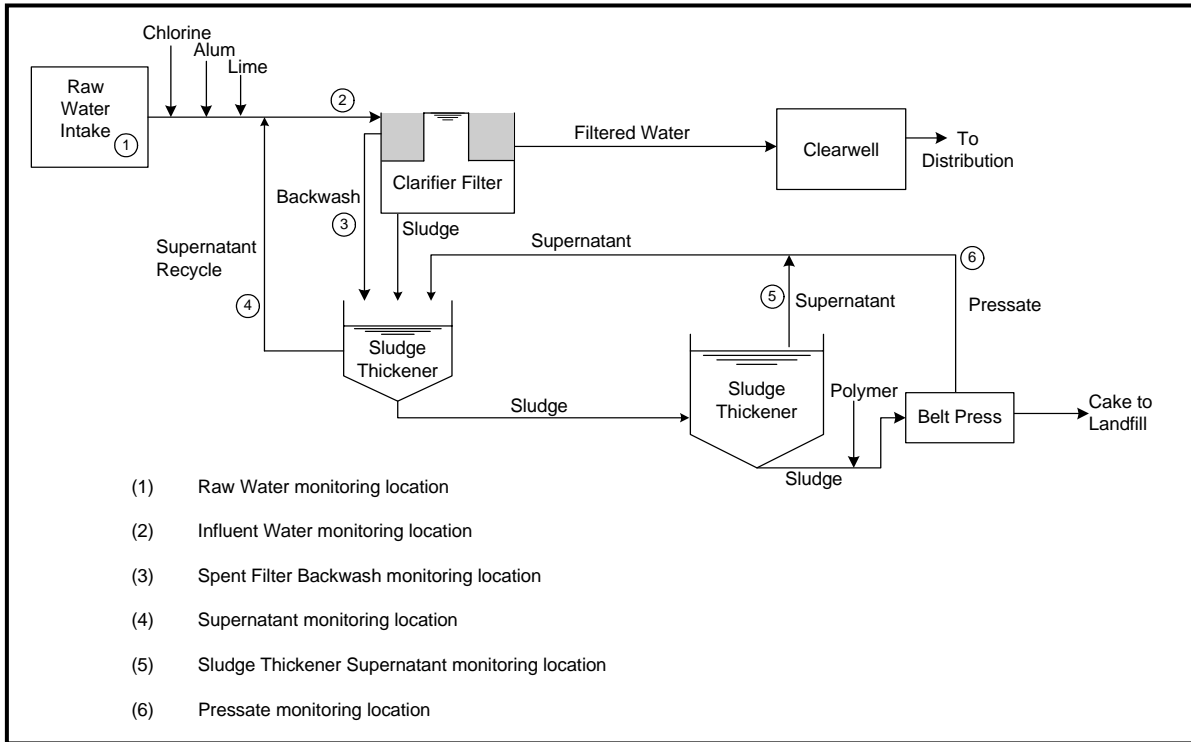 Chlorine
Alum
Lime
Raw
Water
Intake
1
2
Filtered Water
Clearwell
To
Distribution
Clarifier Filter
Backwash
3
Sludge
Supernatant
Recycle
4
Supernatant
6
5
Supernatant
Pressate
Sludge
Thickener
Sludge
Sludge
Thickener
Polymer
Belt Press
Cake to
Landfill
Sludge
(1) Raw Water monitoring location
(2) Influent Water monitoring location
(3) Spent Filter Backwash monitoring location
(4) Supernatant monitoring location
(5) Sludge Thickener Supernatant monitoring location
(6) Pressate monitoring location